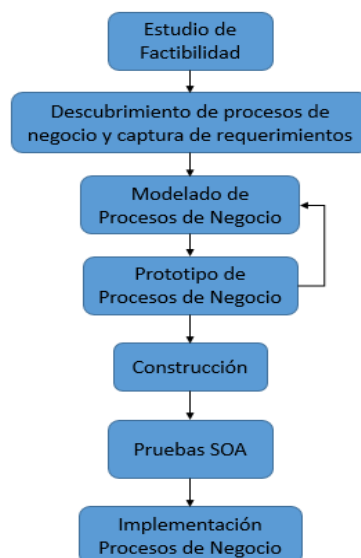 Estudio de
Factibilidad
Descubrimiento de procesos de
negocio y captura de requerimientos
Modelado de
Procesos de Negocio
Prototipo de
Procesos de Negocio
Construcción
Pruebas SOA
Implementación
Procesos de Negocio